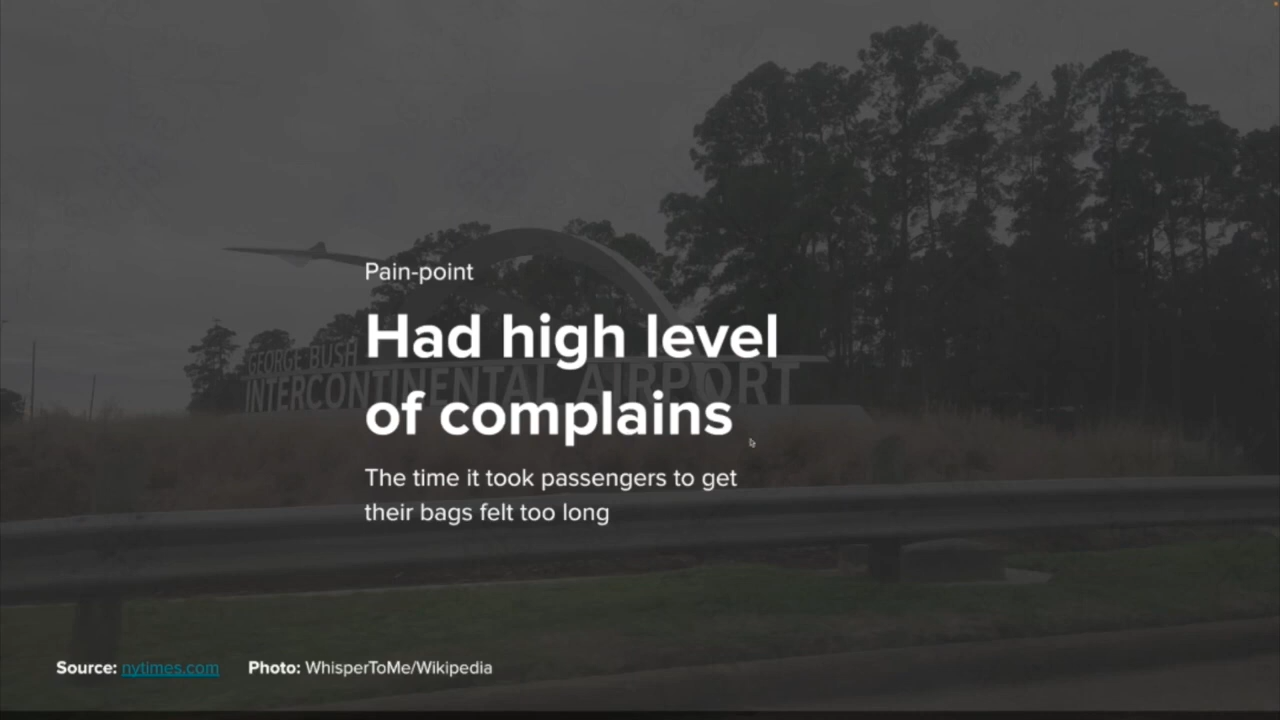 Pain-point
Had high level
of complains
The time it took passengers to get
their bags felt too long
GEORGE BUSH
INTERCONTINENTAL AIRPORT
Source: nytimes.com Photo: WhisperToMe/Wikipedia